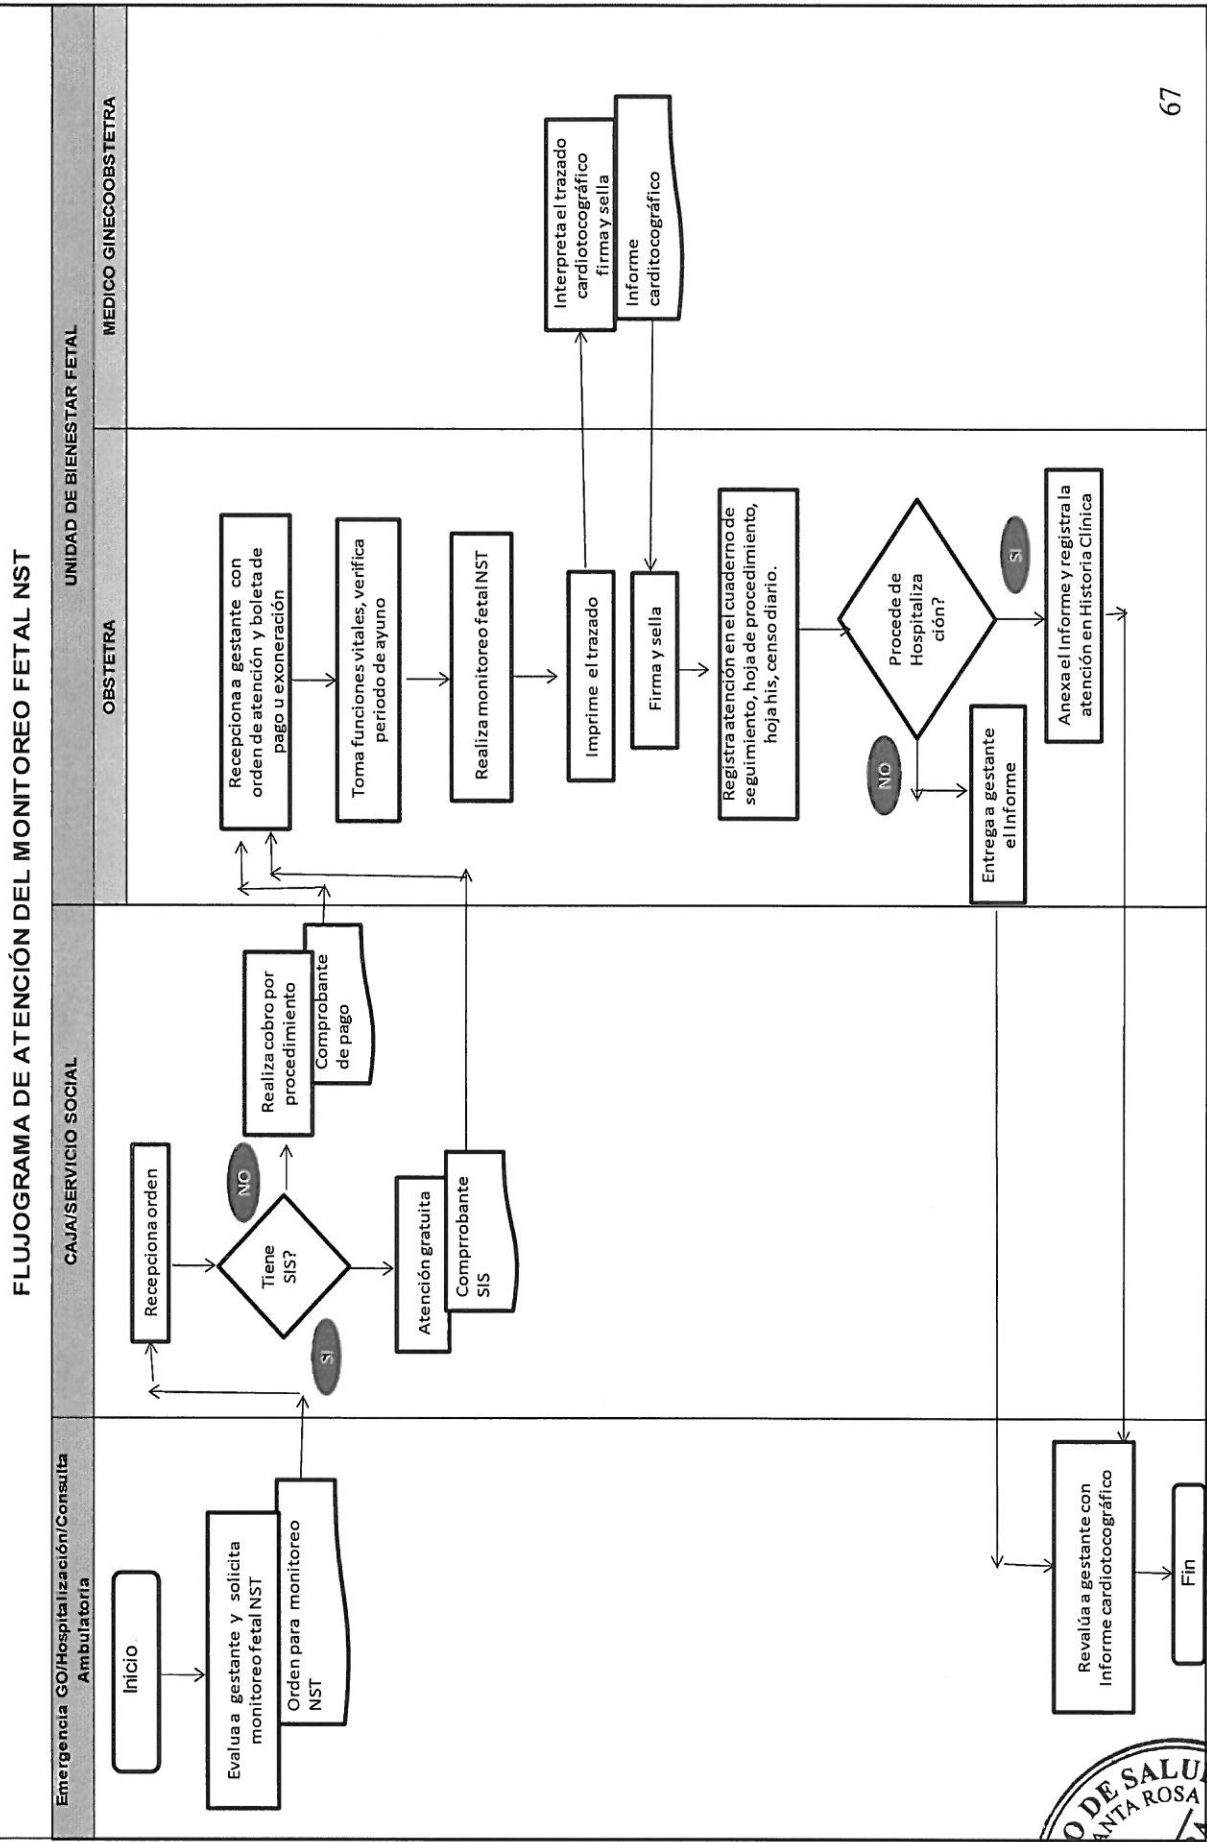 FLUJOGRAMA DE ATENCIÓN DEL MONITOREO FETAL NST
Emergencia GO/Hospitalización/Consulta
Ambulatoria
CAJA/SERVICIO SOCIAL
UNIDAD DE BIENESTAR FETAL
OBSTETRA
MEDICO GINECOOBSTETRA
Inicio
Evalua a gestante y solicita
monitoreo fetal NST
Orden para monitoreo
NST
Recepciona orden
Tiene
SIS?
NO
SI
Realiza cobro por
procedimiento
Comprobante
de pago
Atención gratuita
Comprrobante
SIS
Recepciona a gestante con
orden de atención y boleta de
pago u exoneración
Toma funciones vitales, verifica
periodo de ayuno
Realiza monitoreo fetal NST
Imprime el trazado
Interpreta el trazado
cardiotocográfico
firma y sella
Informe
carditocográfico
Firma y sella
Registra atención en el cuaderno de
seguimiento, hoja de procedimiento,
hoja his, censo diario.
Procede de
Hospitaliza
ción?
NO
SI
Entrega a gestante
el Informe
Anexa el Informe y registra la
atención en Historia Clínica
Revalúa a gestante con
Informe cardiotocográfico
Fin
67
O DE SALU
ANTA ROSA